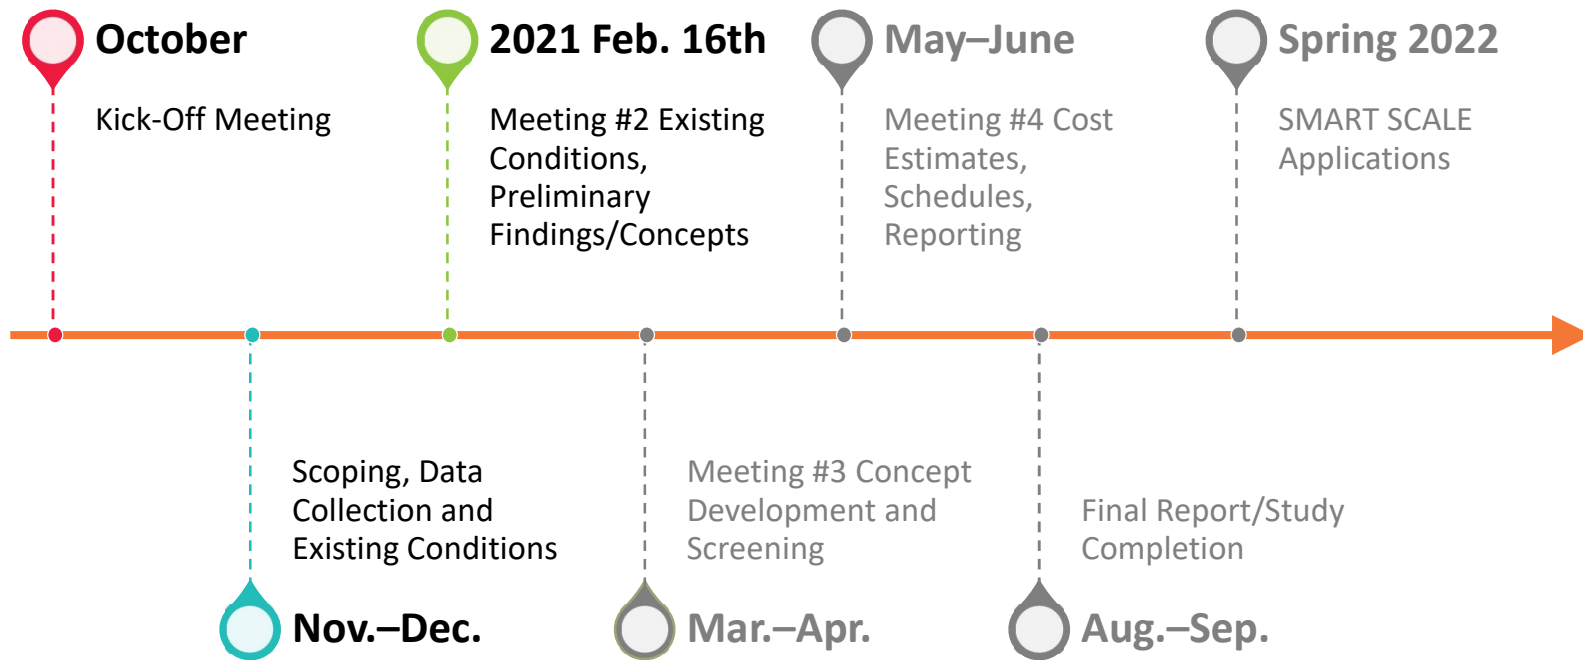 October
Kick-Off Meeting
2021 Feb. 16th
Meeting #2 Existing
Conditions,
Preliminary
Findings/Concepts
May–June
Meeting #4 Cost
Estimates,
Schedules,
Reporting
Spring 2022
SMART SCALE
Applications
Scoping, Data
Collection and
Existing Conditions
Nov.–Dec.
Meeting #3 Concept
Development and
Screening
Mar.–Apr.
Final Report/Study
Completion
Aug.–Sep.